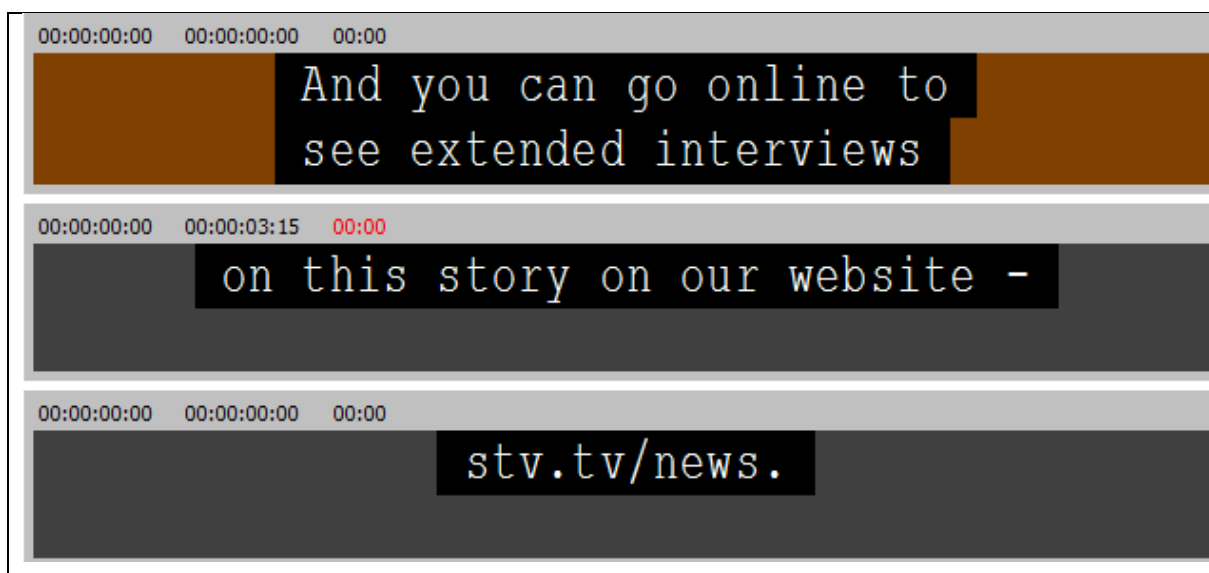 00:00:00:00 00:00:00:00 00:00
And you can go online to
see extended interviews
00:00:00:00 00:00:03:15 00:00
on this story on our website -
00:00:00:00 00:00:00:00 00:00
stv.tv/news.